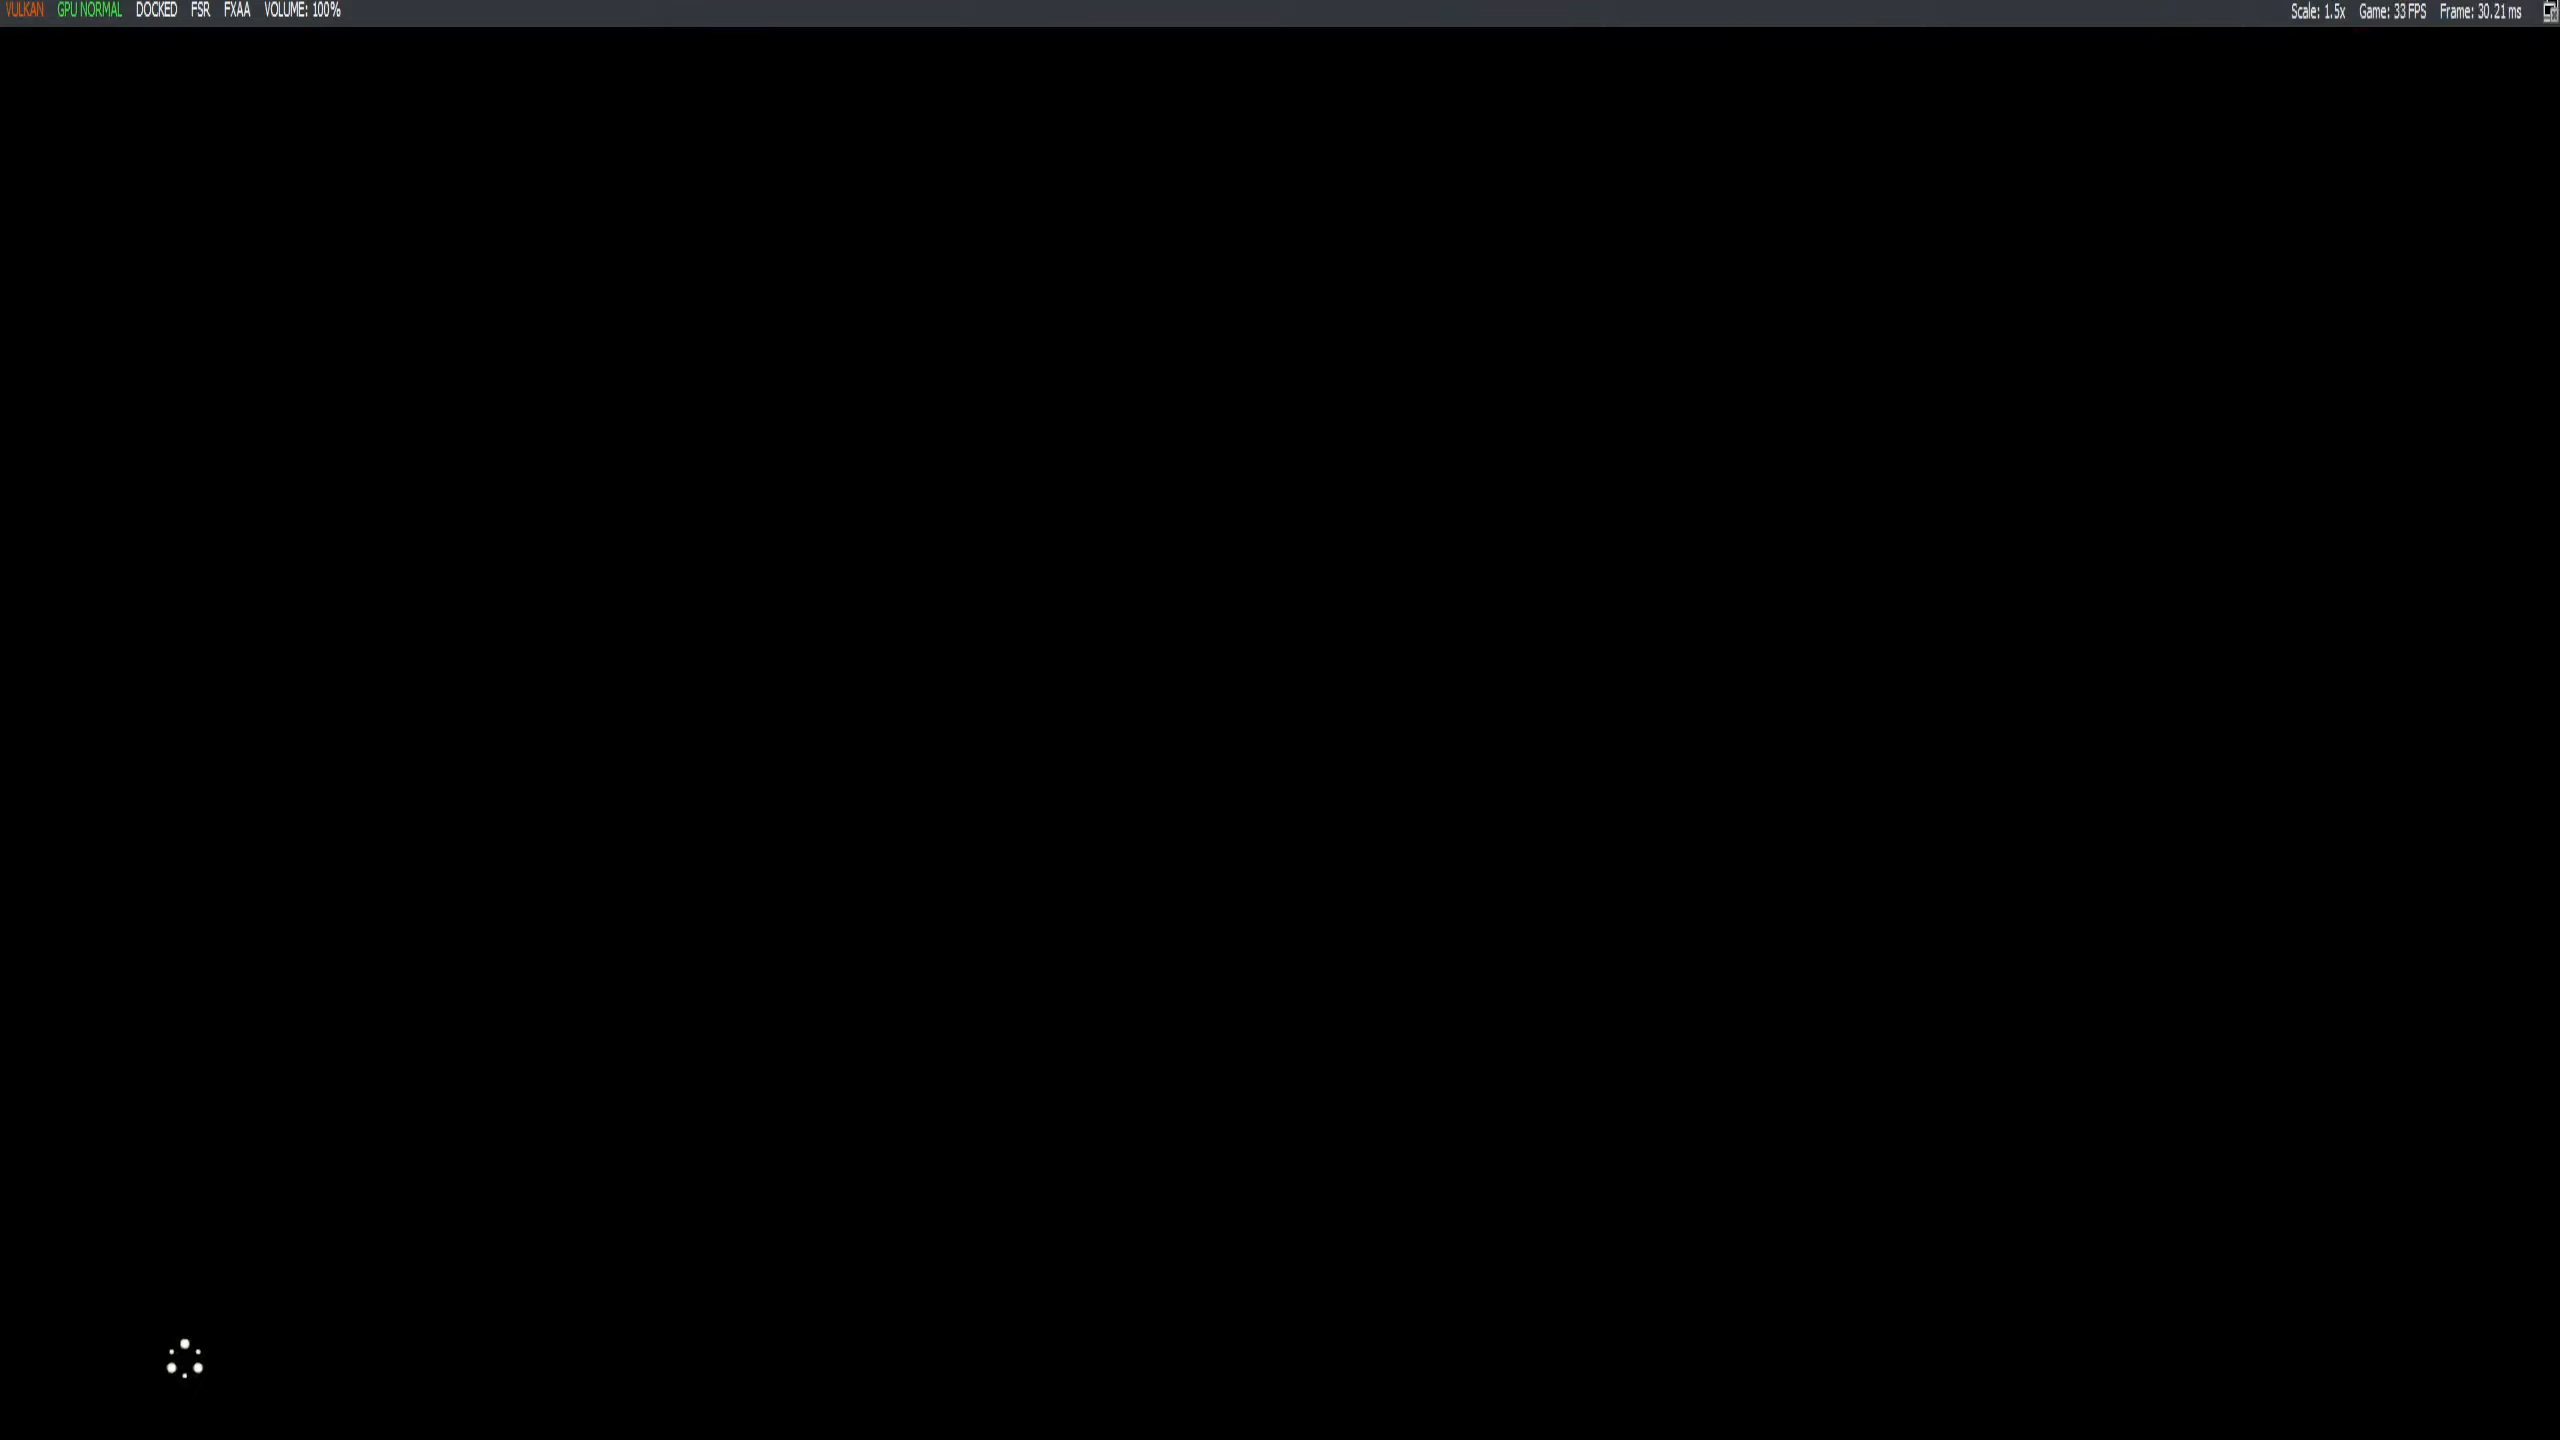 VULKAN GPU NORMAL DOCKED FSR FXAA VOLUME: 100% Scale: 1.5x Game: 33 FPS Frame: 30.21 ms